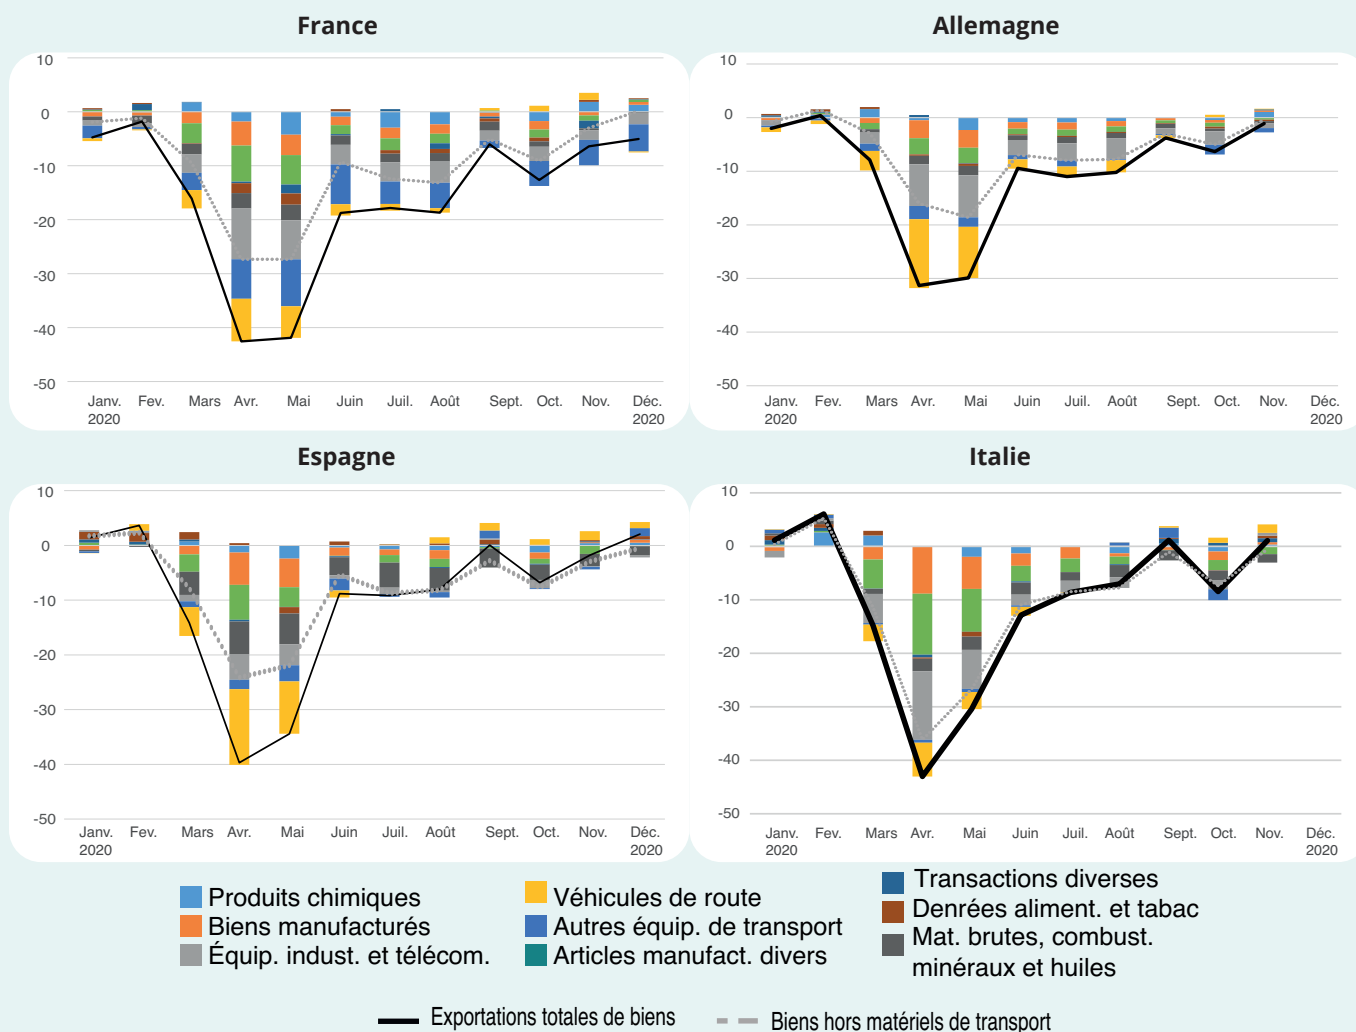 France
10
0
-10
-20
-30
-40
-50
Janv. Fev. Mars Avr. Mai Juin Juil. Août Sept. Oct. Nov. Déc.
2020 2020
Allemagne
10
0
-10
-20
-30
-40
-50
Janv. Fev. Mars Avr. Mai Juin Juil. Août Sept. Oct. Nov. Déc.
2020 2020
Espagne
10
0
-10
-20
-30
-40
-50
Janv. Fev. Mars Avr. Mai Juin Juil. Août Sept. Oct. Nov. Déc.
2020 2020
Italie
10
0
-10
-20
-30
-40
-50
Janv. Fev. Mars Avr. Mai Juin Juil. Août Sept. Oct. Nov. Déc.
2020 2020
Produits chimiques
Biens manufacturés
Équip. indust. et télécom.
Véhicules de route
Autres équip. de transport
Articles manufact. divers
Transactions diverses
Denrées aliment. et tabac
Mat. brutes, combust.
minéraux et huiles
Exportations totales de biens
Biens hors matériels de transport